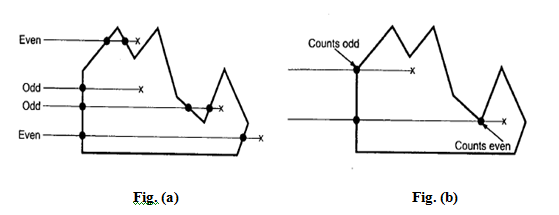 Even
x
Odd
x
Odd
x
Even
x
Fig. (a)
Counts odd
x
x
Counts even
Fig. (b)